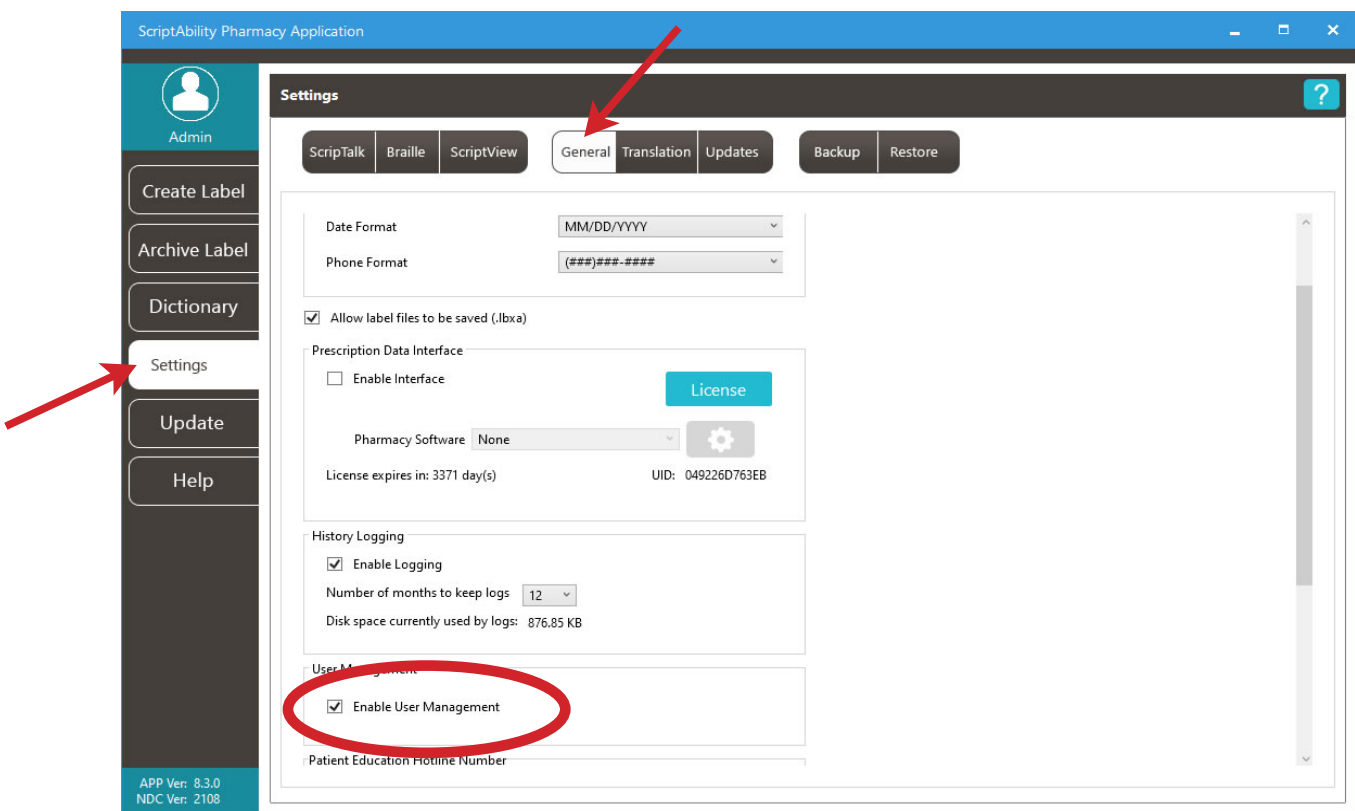 ScriptAbility Pharmacy Application
Admin
Create Label
Archive Label
Dictionary
Settings
Update
Help
APP Ver: 8.3.0
NDC Ver: 2108
Settings
?
ScripTalk Braille ScriptView General Translation Updates Backup Restore
Date Format MM/DD/YYYY
Phone Format (###)###-####
Allow label files to be saved (.lbxa)
Prescription Data Interface
Enable Interface
License
Pharmacy Software None
License expires in: 3371 day(s) UID: 049226D763EB
History Logging
Enable Logging
Number of months to keep logs 12
Disk space currently used by logs: 876.85 KB
User Management
Enable User Management
Patient Education Hotline Number